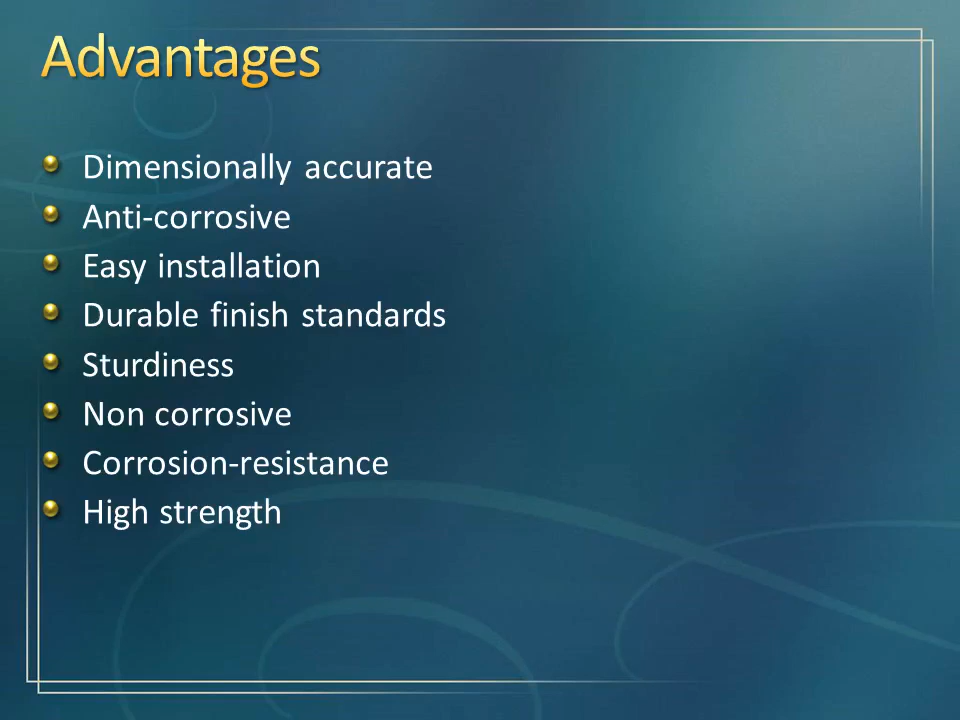 Advantages
Dimensionally accurate
Anti-corrosive
Easy installation
Durable finish standards
Sturdiness
Non corrosive
Corrosion-resistance
High strength